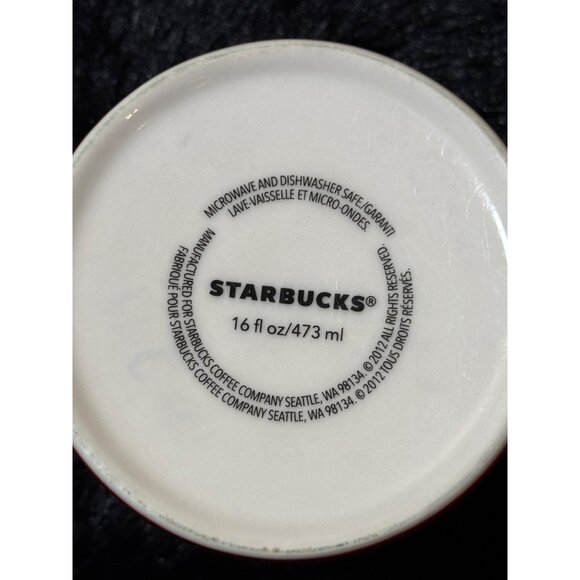 MICROWAVE AND DISHWASHER SAFE/GARANTI
LAVE-VAISSELLE ET MICRO-ONDES.
STARBUCKS®
16 fl oz/473 ml
MANUFACTURED FOR STARBUCKS COFFEE COMPANY SEATTLE, WA 98134. © 2012 ALL RIGHTS RESERVED.
FABRIQUÉ POUR STARBUCKS COFFEE COMPANY SEATTLE, WA 98134. © 2012 TOUS DROITS RÉSERVÉS.